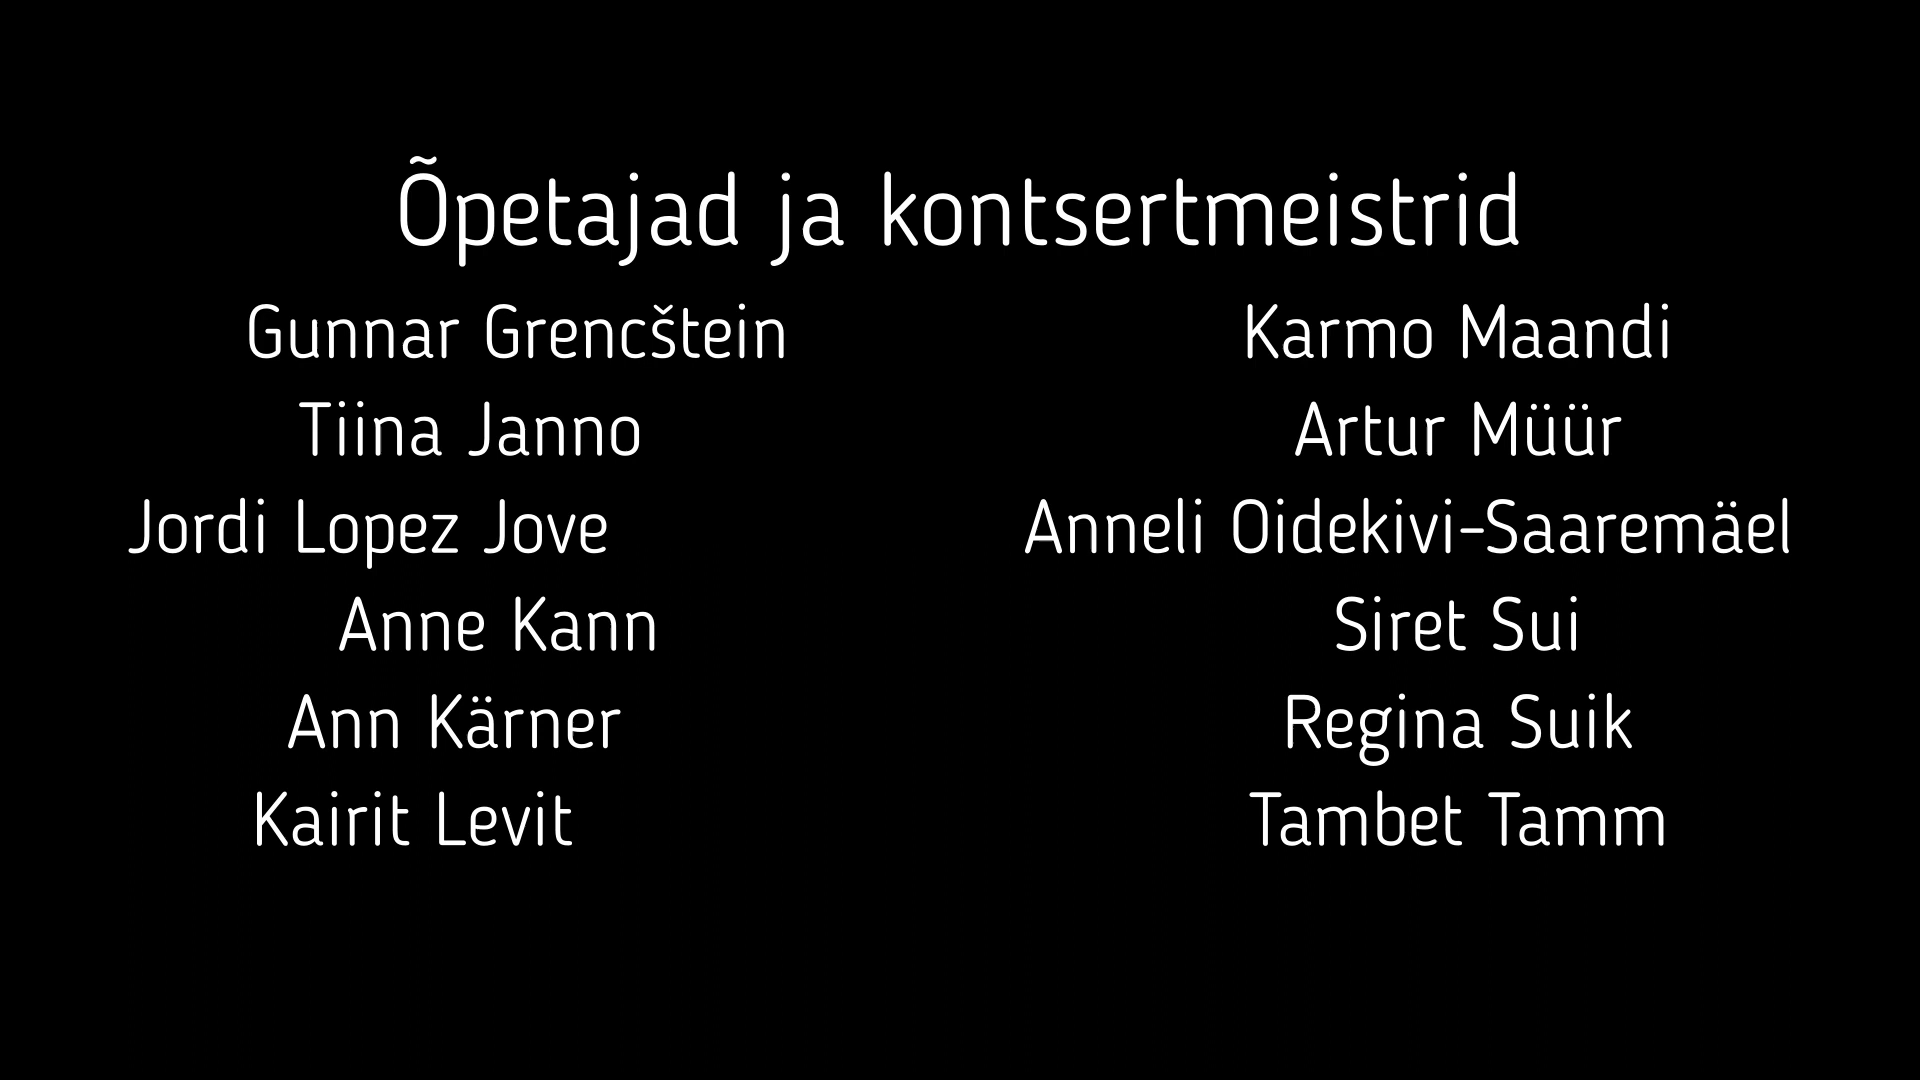 Õpetajad ja kontsertmeistrid
Gunnar Grencštein
Tiina Janno
Jordi Lopez Jove
Anne Kann
Ann Kärner
Kairit Levit
Karmo Maandi
Artur Müür
Anneli Oidekivi-Saaremäel
Siret Sui
Regina Suik
Tambet Tamm